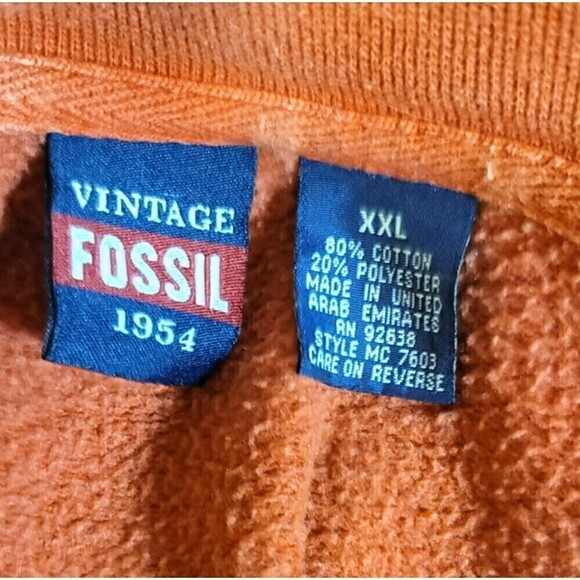 VINTAGE
FOSSIL
1954
XXL
80% COTTON
20% POLYESTER
MADE IN UNITED
ARAB EMIRATES
RN 92638
STYLE MC 7603
CARE ON REVERSE